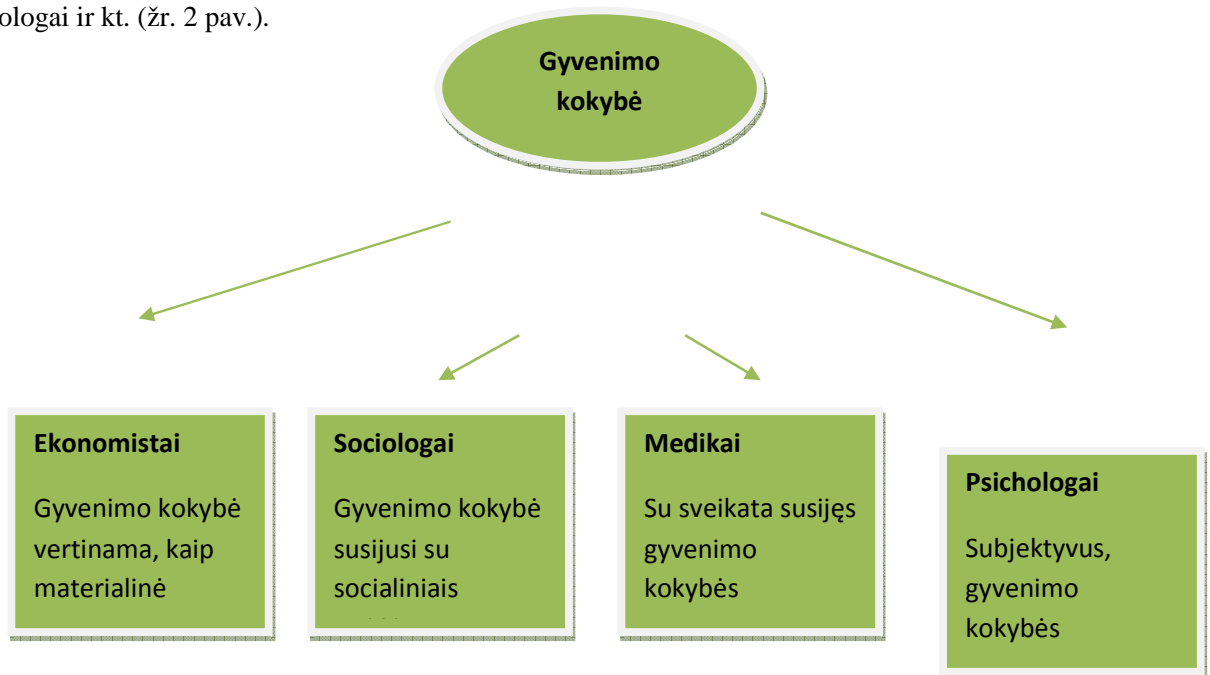 ologai ir kt. (žr. 2 pav.).
Gyvenimo
kokybė
Ekonomistai
Gyvenimo kokybė
vertinama, kaip
materialinė
Sociologai
Gyvenimo kokybė
susijusi su
socialiniais
Medikai
Su sveikata susijęs
gyvenimo
kokybės
Psichologai
Subjektyvus,
gyvenimo
kokybės